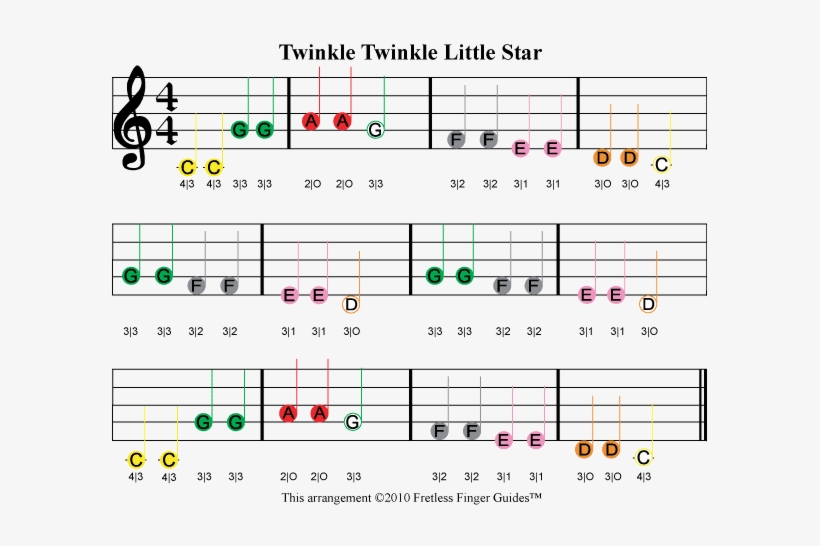 Twinkle Twinkle Little Star
4
4
C C G G A A G F F E E D D C
4|3 4|3 3|3 3|3 2|O 2|O 3|3 3|2 3|2 3|1 3|1 3|O 3|O 4|3
G G F F E E D G G F F E E D
3|3 3|3 3|2 3|2 3|1 3|1 3|O 3|3 3|3 3|2 3|2 3|1 3|1 3|O
C C G G A A G F F E E D D C
4|3 4|3 3|3 3|3 2|O 2|O 3|3 3|2 3|2 3|1 3|1 3|O 3|O 4|3
This arrangement ©2010 Fretless Finger Guides™